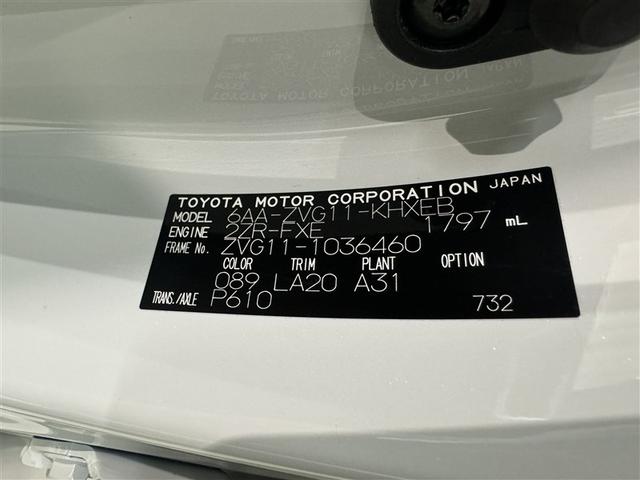 TOYOTA MOTOR CORPORATION JAPAN
MODEL 6AA-ZVG11-KHXEB
ENGINE 2ZR-FXE 1797 mL
FRAME No. ZVG11-1036460
COLOR TRIM PLANT OPTION
089 LA20 A31
TRANS./AXLE P610 732